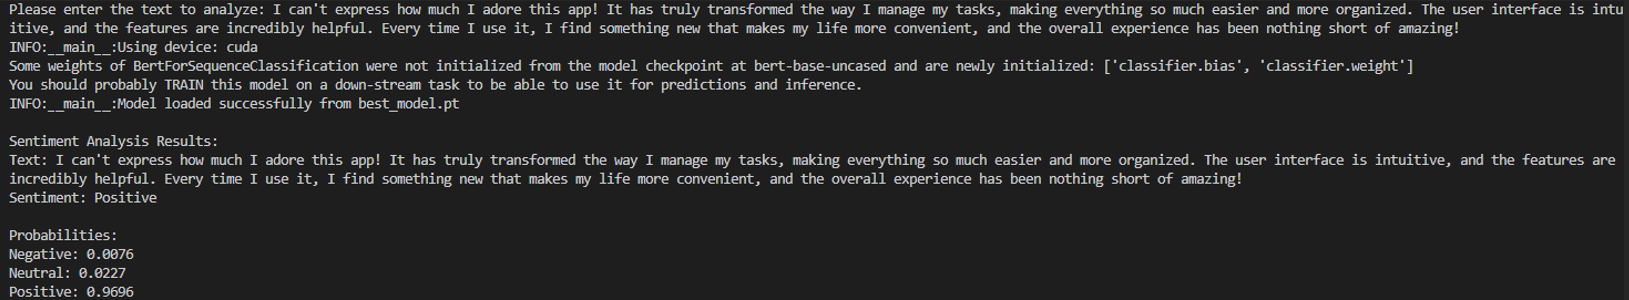 Please enter the text to analyze: I can't express how much I adore this app! It has truly transformed the way I manage my tasks, making everything so much easier and more organized. The user interface is intu
itive, and the features are incredibly helpful. Every time I use it, I find something new that makes my life more convenient, and the overall experience has been nothing short of amazing!
INFO:__main__:Using device: cuda
Some weights of BertForSequenceClassification were not initialized from the model checkpoint at bert-base-uncased and are newly initialized: ['classifier.bias', 'classifier.weight']
You should probably TRAIN this model on a down-stream task to be able to use it for predictions and inference.
INFO:__main__:Model loaded successfully from best_model.pt
Sentiment Analysis Results:
Text: I can't express how much I adore this app! It has truly transformed the way I manage my tasks, making everything so much easier and more organized. The user interface is intuitive, and the features are
incredibly helpful. Every time I use it, I find something new that makes my life more convenient, and the overall experience has been nothing short of amazing!
Sentiment: Positive
Probabilities:
Negative: 0.0076
Neutral: 0.0227
Positive: 0.9696